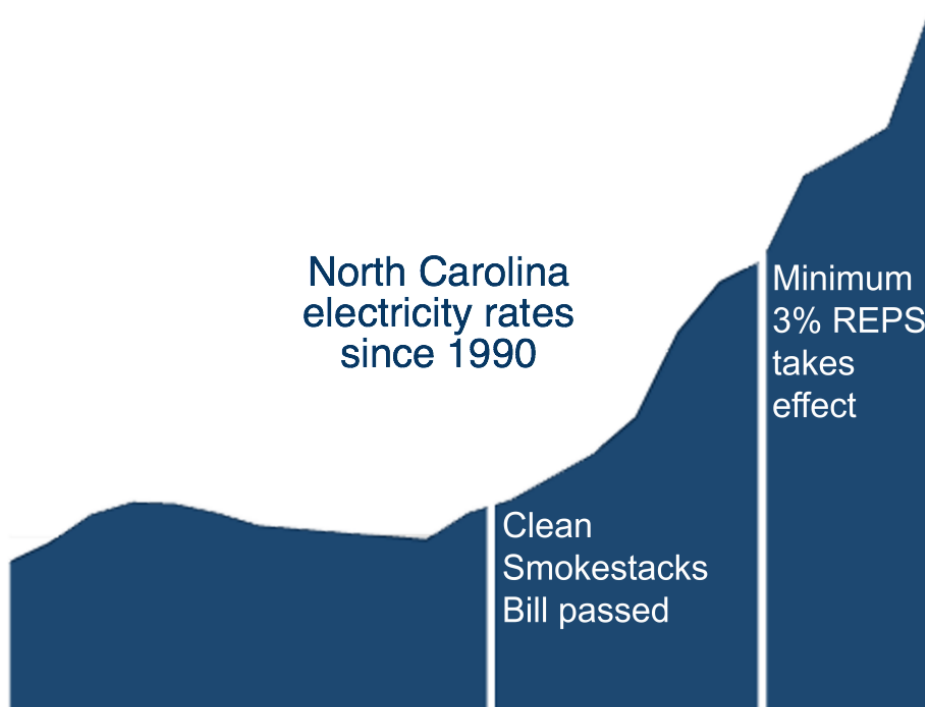 North Carolina
electricity rates
since 1990
Minimum
3% REPS
takes
effect
Clean
Smokestacks
Bill passed